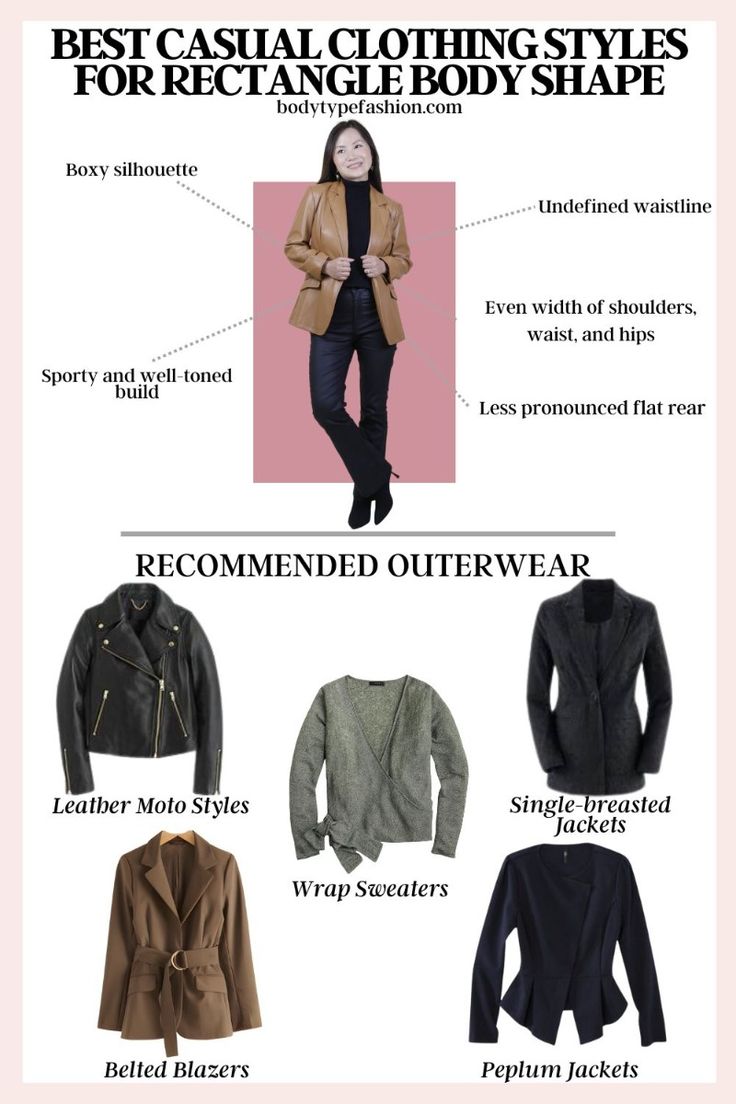 BEST CASUAL CLOTHING STYLES
FOR RECTANGLE BODY SHAPE
bodytypefashion.com
Boxy silhouette
Undefined waistline
Even width of shoulders,
waist, and hips
Sporty and well-toned
build
Less pronounced flat rear
RECOMMENDED OUTERWEAR
Leather Moto Styles
Single-breasted
Jackets
Wrap Sweaters
Belted Blazers
Peplum Jackets